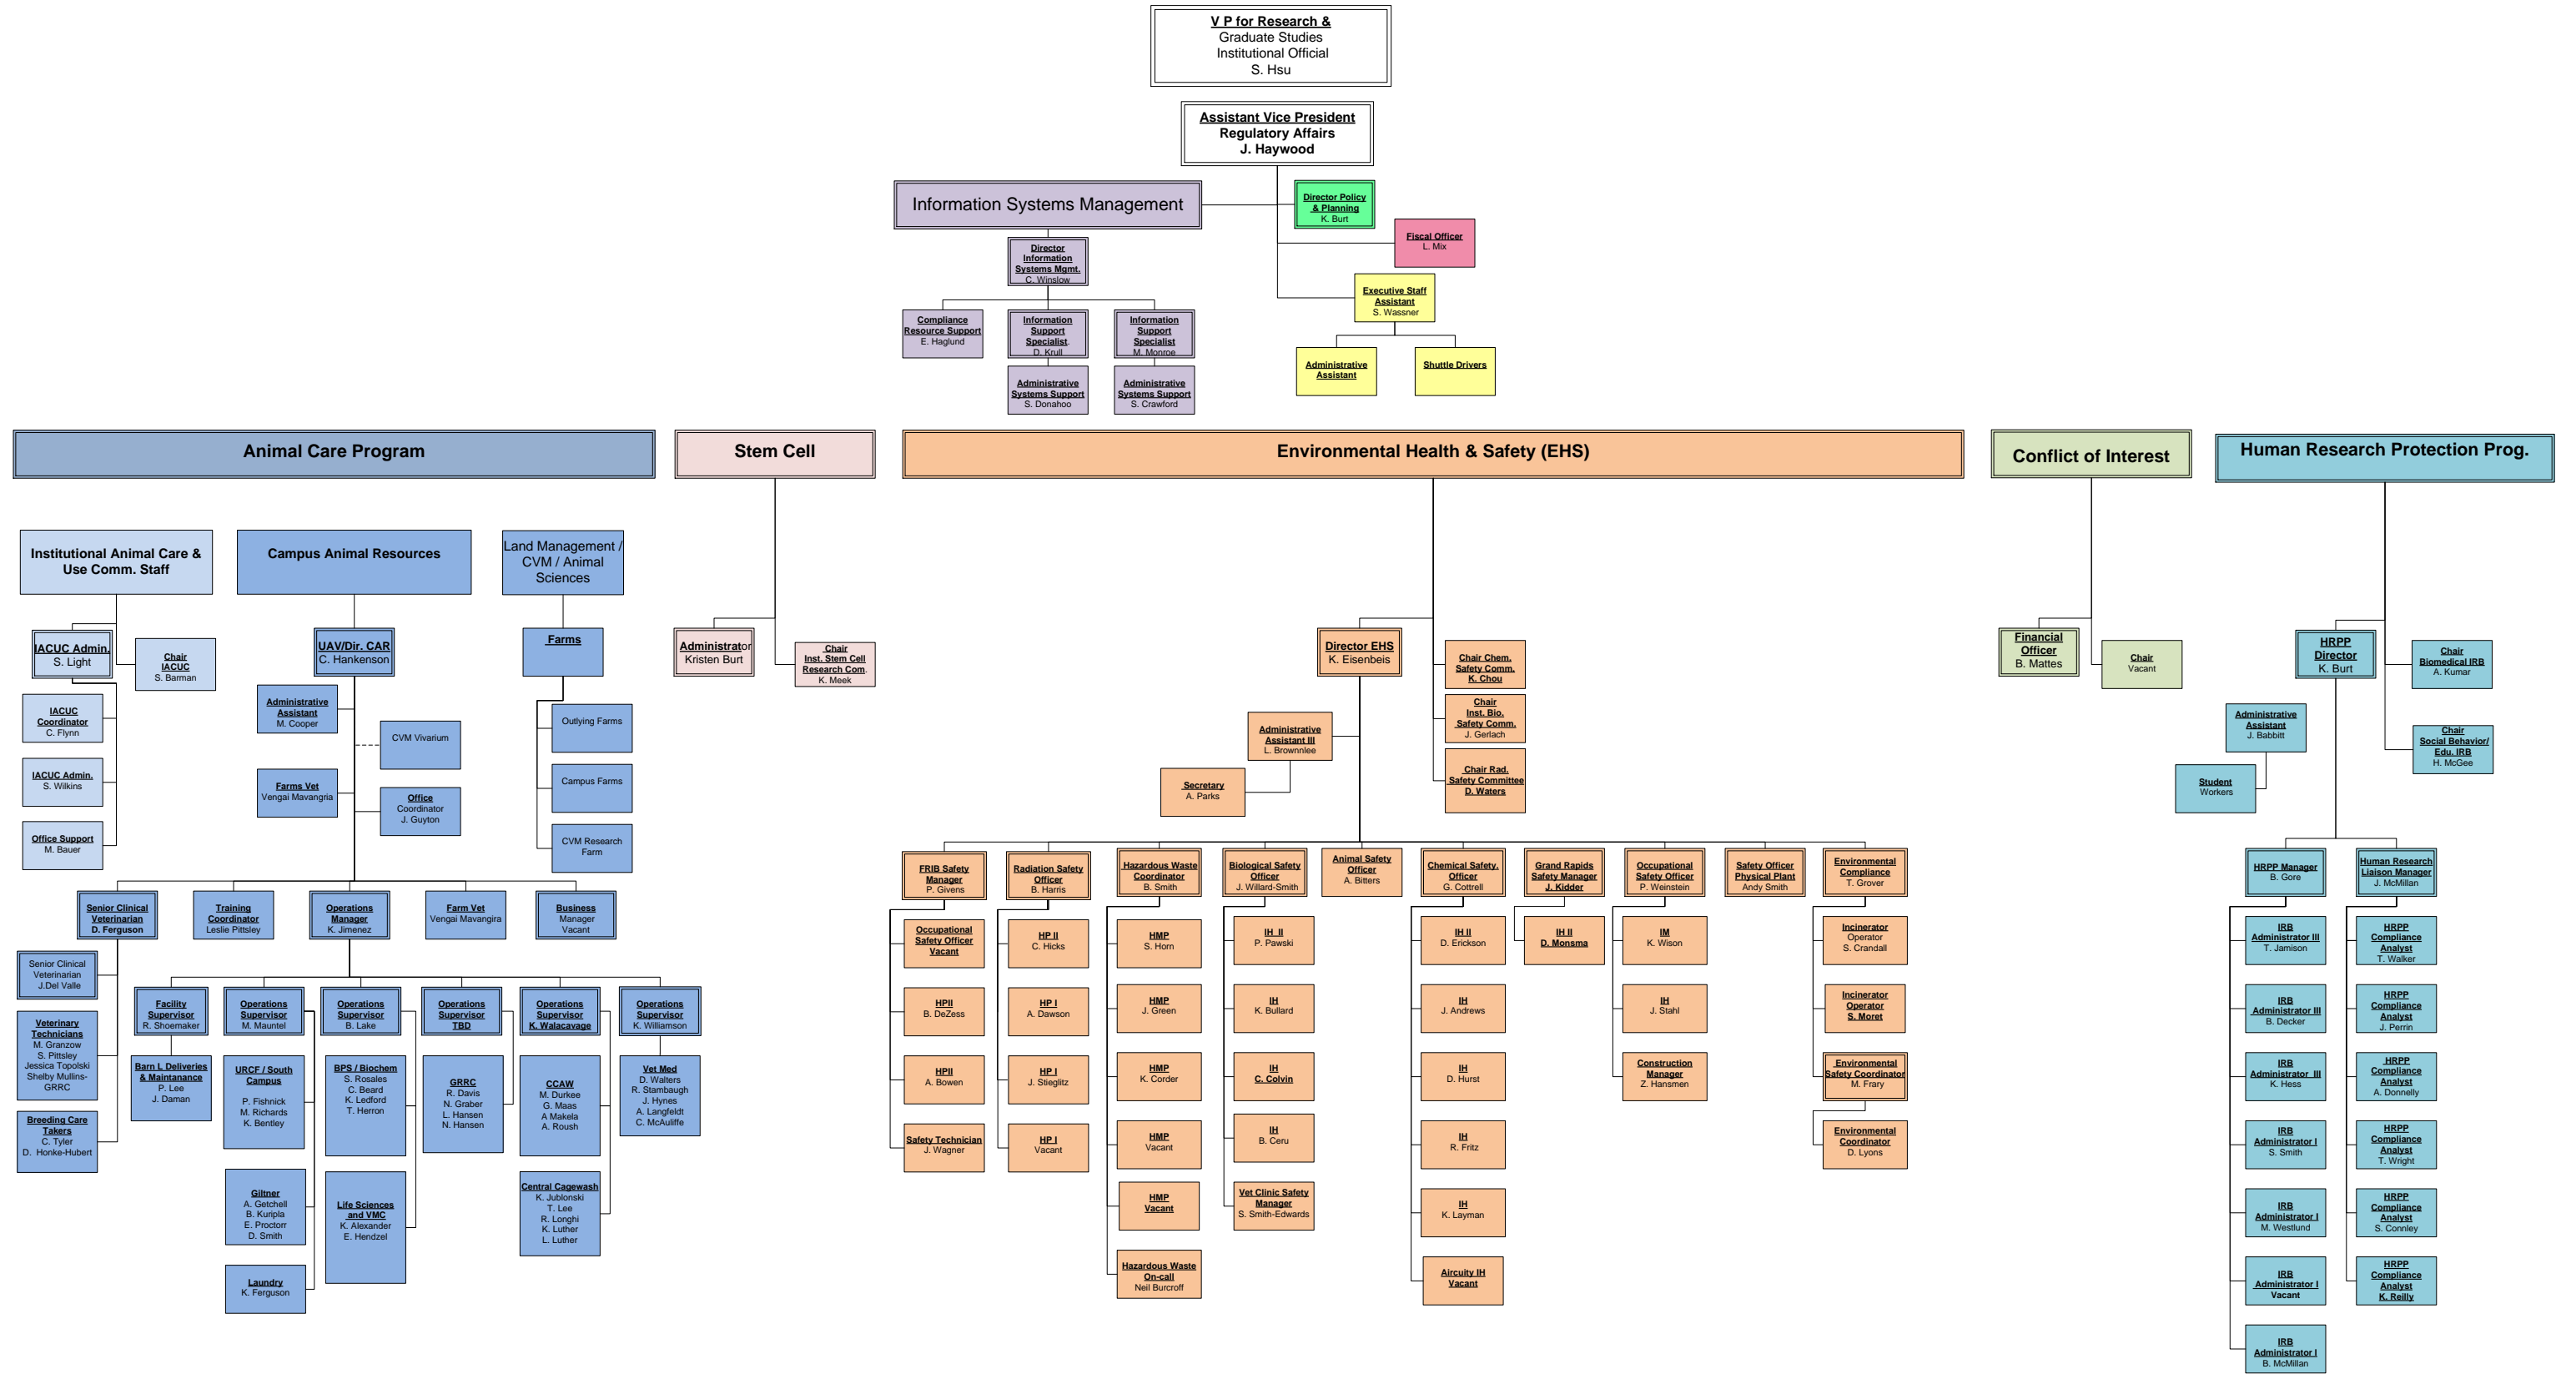 V P for Research &
Graduate Studies
Institutional Official
S. Hsu
Assistant Vice President
Regulatory Affairs
J. Haywood
Information Systems Management
Director Policy
& Planning
K. Burt
Fiscal Officer
L. Mix
Director
Information
Systems Mgmt.
C. Winslow
Executive Staff
Assistant
S. Wassner
Compliance
Resource Support
E. Haglund
Information
Support
Specialist.
D. Krull
Information
Support
Specialist
M. Monroe
Administrative
Assistant
Shuttle Drivers
Administrative
Systems Support
S. Donahoo
Administrative
Systems Support
S. Crawford
Animal Care Program
Stem Cell
Environmental Health & Safety (EHS)
Conflict of Interest
Human Research Protection Prog.
Institutional Animal Care &
Use Comm. Staff
Campus Animal Resources
Land Management /
CVM / Animal
Sciences
IACUC Admin.
S. Light
Chair
IACUC
S. Barman
IACUC
Coordinator
C. Flynn
IACUC Admin.
S. Wilkins
Office Support
M. Bauer
UAV/Dir. CAR
C. Hankenson
Administrative
Assistant
M. Cooper
CVM Vivarium
Farms Vet
Vengai Mavangria
Office
Coordinator
J. Guyton
Farms
Outlying Farms
Campus Farms
CVM Research
Farm
Senior Clinical
Veterinarian
D. Ferguson
Training
Coordinator
Leslie Pittsley
Operations
Manager
K. Jimenez
Farm Vet
Vengai Mavangira
Business
Manager
Vacant
Senior Clinical
Veterinarian
J.Del Valle
Veterinary
Technicians
M. Granzow
S. Pittsley
Jessica Topolski
Shelby Mullins-
GRRC
Breeding Care
Takers
C. Tyler
D. Honke-Hubert
Facility
Supervisor
R. Shoemaker
Operations
Supervisor
M. Mauntel
Operations
Supervisor
B. Lake
Operations
Supervisor
TBD
Operations
Supervisor
K. Walacavage
Operations
Supervisor
K. Williamson
Barn L Deliveries
& Maintanance
P. Lee
J. Daman
URCF / South
Campus
P. Fishnick
M. Richards
K. Bentley
BPS / Biochem
S. Rosales
C. Beard
K. Ledford
T. Herron
GRRC
R. Davis
N. Graber
L. Hansen
N. Hansen
CCAW
M. Durkee
G. Maas
A Makela
A. Roush
Vet Med
D. Walters
R. Stambaugh
J. Hynes
A. Langfeldt
C. McAuliffe
Giltner
A. Getchell
B. Kuripla
E. Proctorr
D. Smith
Life Sciences
and VMC
K. Alexander
E. Hendzel
Central Cagewash
K. Jublonski
T. Lee
R. Longhi
K. Luther
L. Luther
Laundry
K. Ferguson
Administrator
Kristen Burt
Chair
Inst. Stem Cell
Research Com.
K. Meek
Director EHS
K. Eisenbeis
Chair Chem.
Safety Comm.
K. Chou
Chair
Inst. Bio.
Safety Comm.
J. Gerlach
Chair Rad.
Safety Committee
D. Waters
Administrative
Assistant III
L. Brownnlee
Secretary
A. Parks
FRIB Safety
Manager
P. Givens
Radiation Safety
Officer
B. Harris
Hazardous Waste
Coordinator
B. Smith
Biological Safety
Officer
J. Willard-Smith
Animal Safety
Officer
A. Bitters
Chemical Safety.
Officer
G. Cottrell
Grand Rapids
Safety Manager
J. Kidder
Occupational
Safety Officer
P. Weinstein
Safety Officer
Physical Plant
Andy Smith
Environmental
Compliance
T. Grover
Occupational
Safety Officer
Vacant
HP II
C. Hicks
HMP
S. Horn
IH II
P. Pawski
IH II
D. Erickson
IH II
D. Monsma
IM
K. Wison
Incinerator
Operator
S. Crandall
HPII
B. DeZess
HP I
A. Dawson
HMP
J. Green
IH
K. Bullard
IH
J. Andrews
IH
J. Stahl
Incinerator
Operator
S. Moret
HPII
A. Bowen
HP I
J. Stieglitz
HMP
K. Corder
IH
C. Colvin
IH
D. Hurst
Construction
Manager
Z. Hansmen
Environmental
Safety Coordinator
M. Frary
Safety Technician
J. Wagner
HP I
Vacant
HMP
Vacant
IH
B. Ceru
IH
R. Fritz
Environmental
Coordinator
D. Lyons
HMP
Vacant
Vet Clinic Safety
Manager
S. Smith-Edwards
IH
K. Layman
Hazardous Waste
On-call
Neil Burcroff
Aircuity IH
Vacant
Financial
Officer
B. Mattes
Chair
Vacant
HRPP
Director
K. Burt
Chair
Biomedical IRB
A. Kumar
Administrative
Assistant
J. Babbitt
Chair
Social Behavior/
Edu. IRB
H. McGee
Student
Workers
HRPP Manager
B. Gore
Human Research
Liaison Manager
J. McMillan
IRB
Administrator III
T. Jamison
HRPP
Compliance
Analyst
T. Walker
IRB
Administrator III
B. Decker
HRPP
Compliance
Analyst
J. Perrin
IRB
Administrator III
K. Hess
HRPP
Compliance
Analyst
A. Donnelly
IRB
Administrator I
S. Smith
HRPP
Compliance
Analyst
T. Wright
IRB
Administrator I
M. Westlund
HRPP
Compliance
Analyst
S. Connley
IRB
Administrator I
Vacant
HRPP
Compliance
Analyst
K. Reilly
IRB
Administrator I
B. McMillan